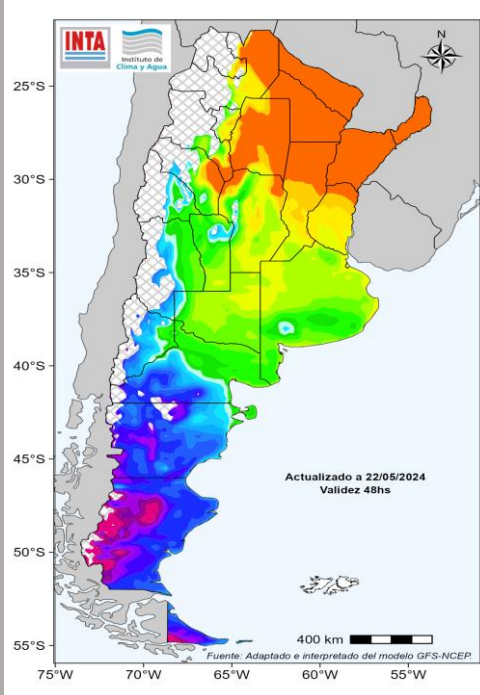 INTA
Instituto de
Clima y Agua
N
25°S
30°S
35°S
40°S
45°S
50°S
55°S
Actualizado a 22/05/2024
Validez 48hs
400 km
Fuente: Adaptado e interpretado del modelo GFS-NCEP.
75°W
70°W
65°W
60°W
55°W